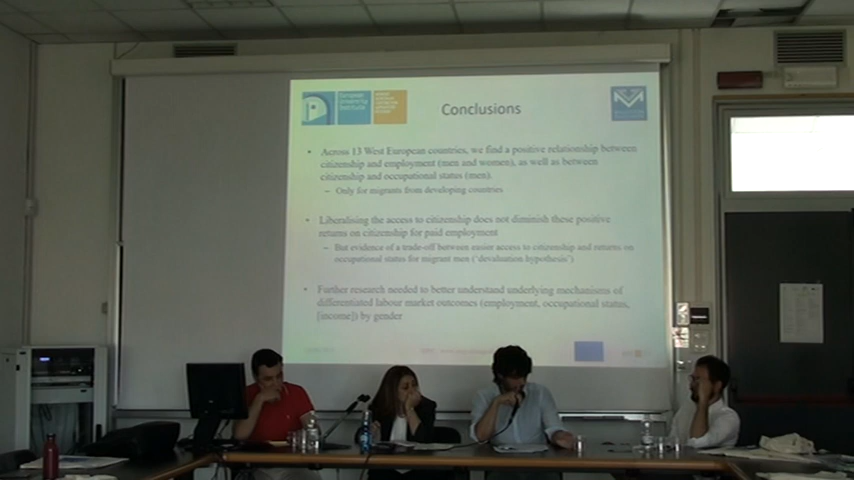 European
University
Institute
Conclusions
• Across 13 West European countries, we find a positive relationship between
citizenship and employment (men and women), as well as between
citizenship and occupational status (men).
– Only for migrants from developing countries
• Liberalising the access to citizenship does not diminish these positive
returns on citizenship for paid employment
– But evidence of a trade-off between easier access to citizenship and returns on
occupational status for migrant men ('devaluation hypothesis')
• Further research needed to better understand underlying mechanisms of
differentiated labour market outcomes (employment, occupational status,
[income]) by gender